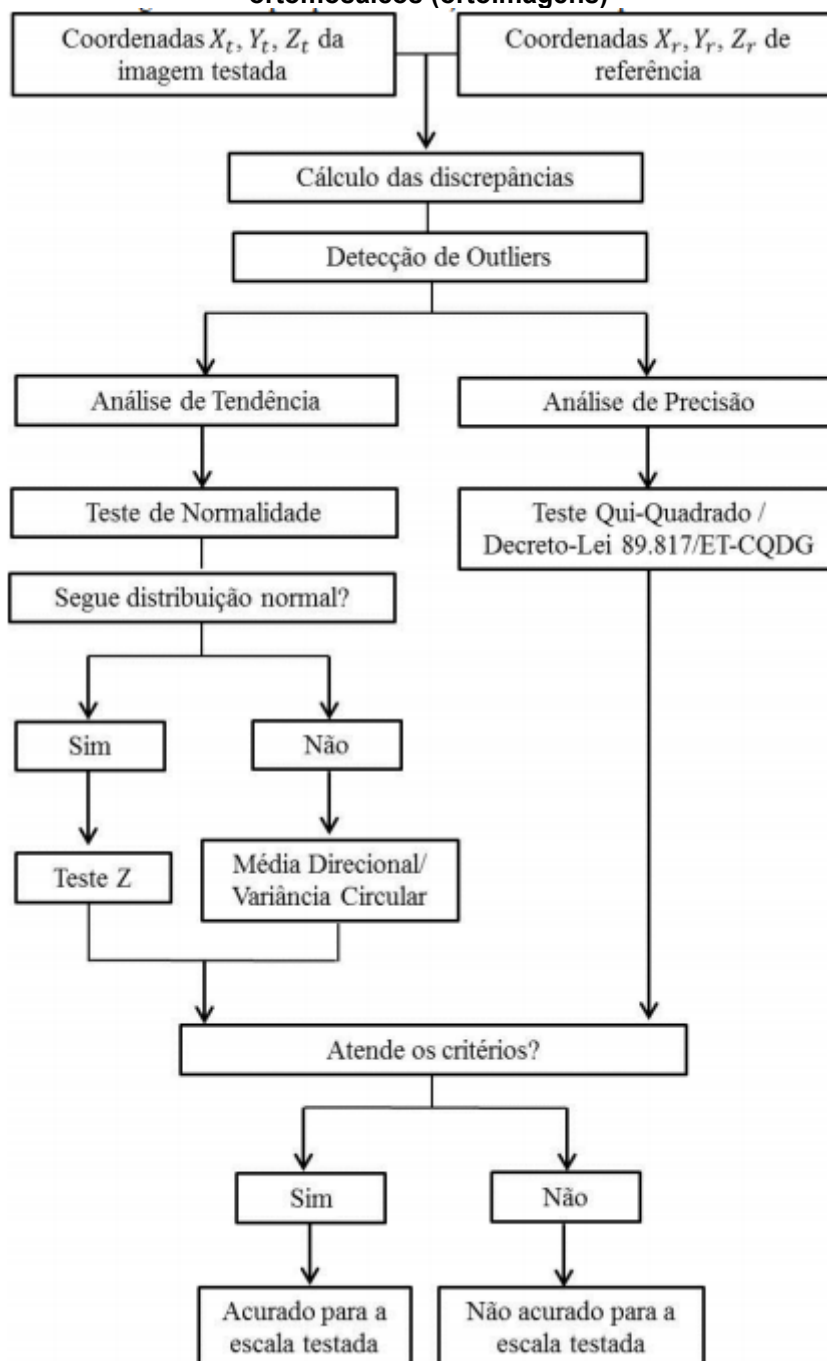 ortomosaicos (ortoimagens)
Coordenadas Xt, Yt, Zt da
imagem testada
Coordenadas Xr, Yr, Zr de
referência
Cálculo das discrepâncias
Detecção de Outliers
Análise de Tendência
Análise de Precisão
Teste de Normalidade
Teste Qui-Quadrado /
Decreto-Lei 89.817/ET-CQDG
Segue distribuição normal?
Sim
Não
Teste Z
Média Direcional/
Variância Circular
Atende os critérios?
Sim
Não
Acurado para a
escala testada
Não acurado para a
escala testada